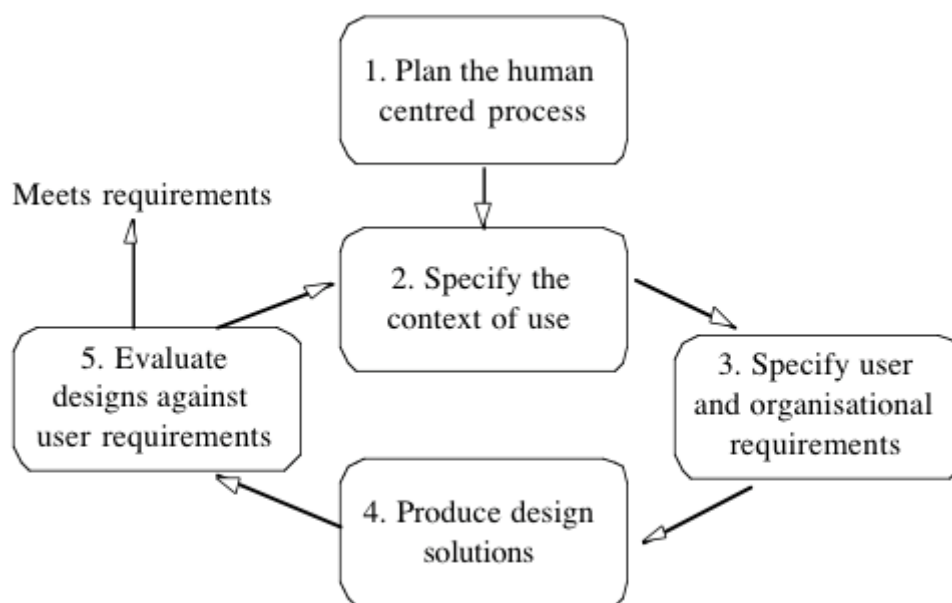 1. Plan the human
centred process
Meets requirements
2. Specify the
context of use
3. Specify user
and organisational
requirements
4. Produce design
solutions
5. Evaluate
designs against
user requirements